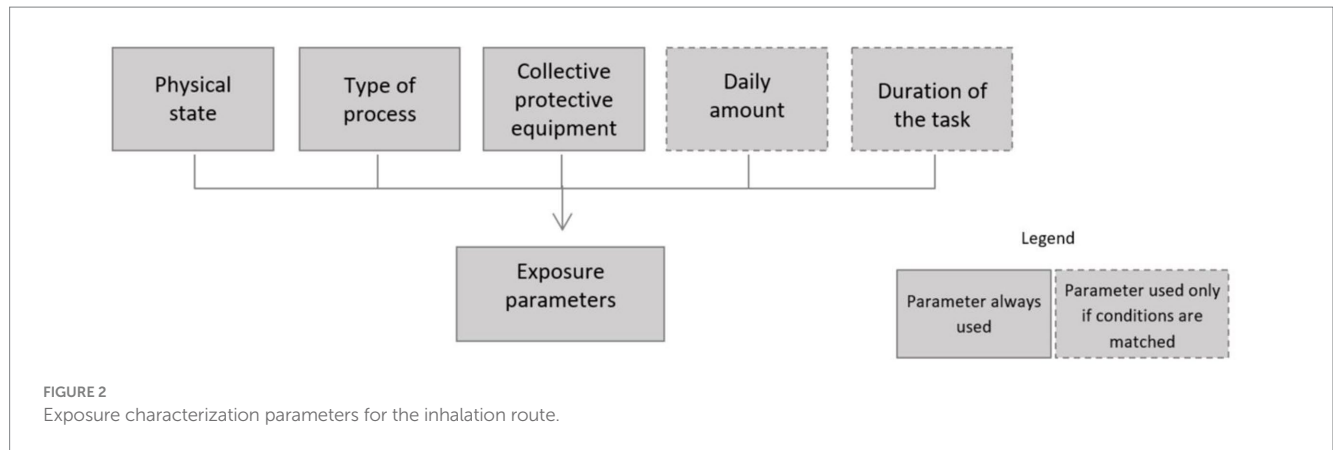 Physical
state
Type of
process
Collective
protective
equipment
Daily
amount
Duration of
the task
Exposure
parameters
Legend
Parameter always
used
Parameter used only
if conditions are
matched
FIGURE 2
Exposure characterization parameters for the inhalation route.